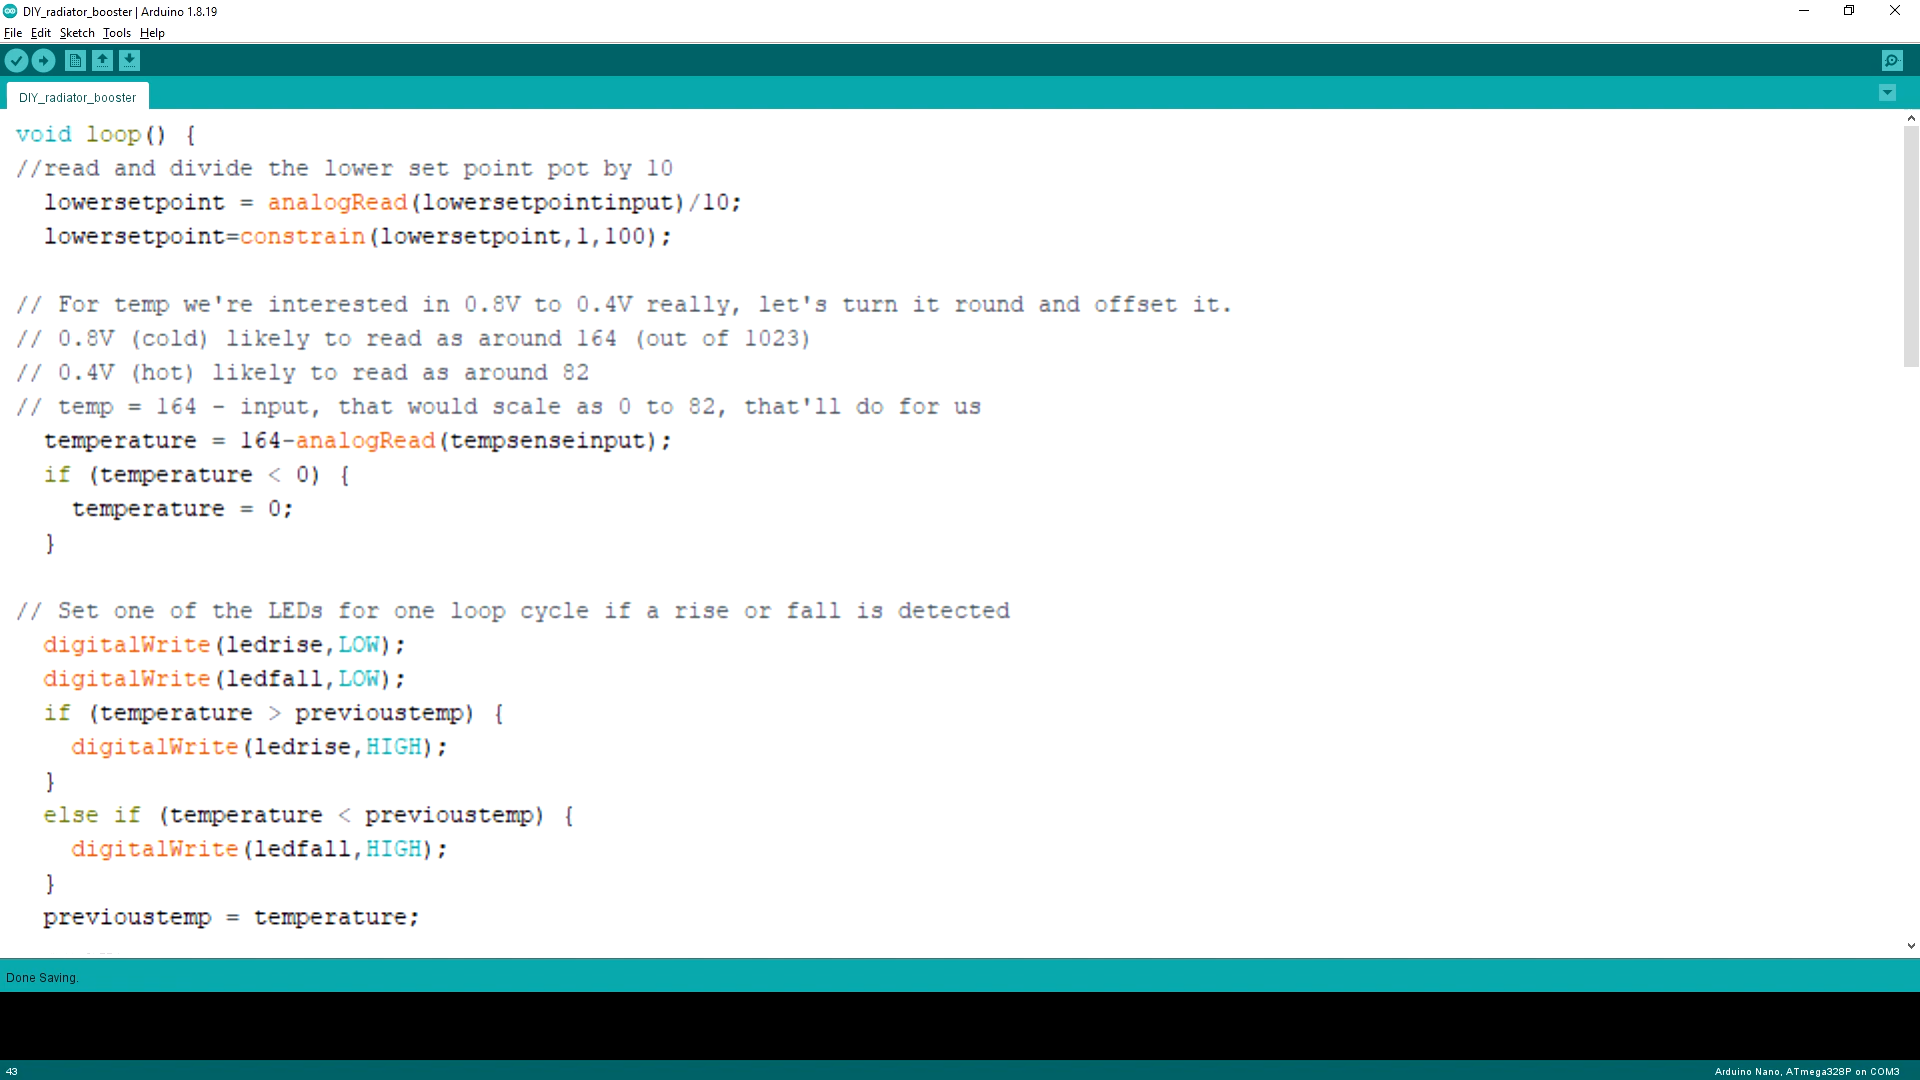 DIY_radiator_booster | Arduino 1.8.19
File Edit Sketch Tools Help
DIY_radiator_booster
void loop() {
//read and divide the lower set point pot by 10
  lowersetpoint = analogRead(lowersetpointinput)/10;
  lowersetpoint=constrain(lowersetpoint,1,100);
// For temp we're interested in 0.8V to 0.4V really, let's turn it round and offset it.
// 0.8V (cold) likely to read as around 164 (out of 1023)
// 0.4V (hot) likely to read as around 82
// temp = 164 - input, that would scale as 0 to 82, that'll do for us
  temperature = 164-analogRead(tempsenseinput);
  if (temperature < 0) {
    temperature = 0;
  }
// Set one of the LEDs for one loop cycle if a rise or fall is detected
  digitalWrite(ledrise,LOW);
  digitalWrite(ledfall,LOW);
  if (temperature > previoustemp) {
    digitalWrite(ledrise,HIGH);
  }
  else if (temperature < previoustemp) {
    digitalWrite(ledfall,HIGH);
  }
  previoustemp = temperature;
Done Saving.
43
Arduino Nano, ATmega328P on COM3